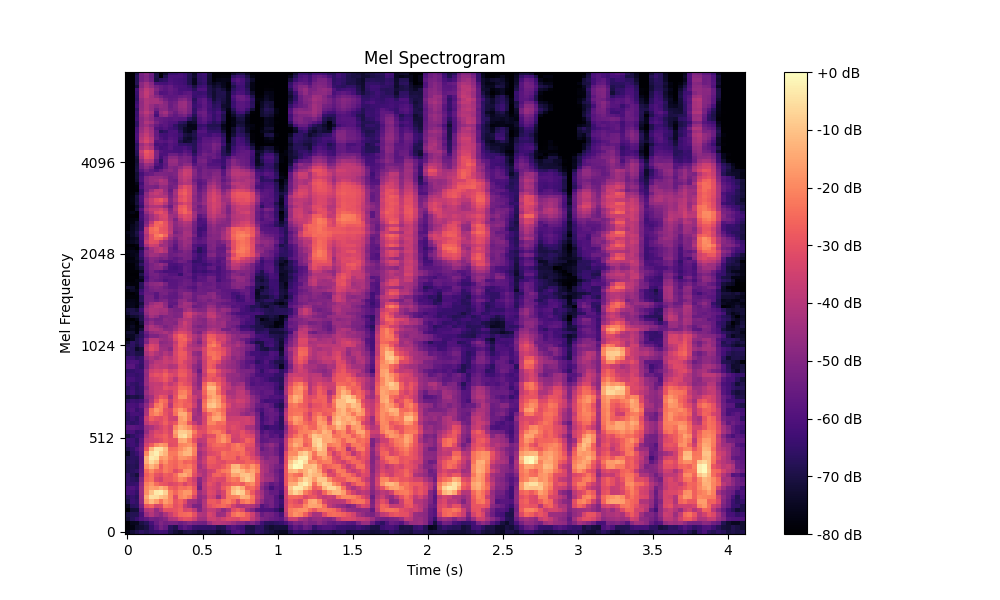 Mel Spectrogram
Mel Frequency
4096
2048
1024
512
0
0 0.5 1 1.5 2 2.5 3 3.5 4
Time (s)
+0 dB
-10 dB
-20 dB
-30 dB
-40 dB
-50 dB
-60 dB
-70 dB
-80 dB